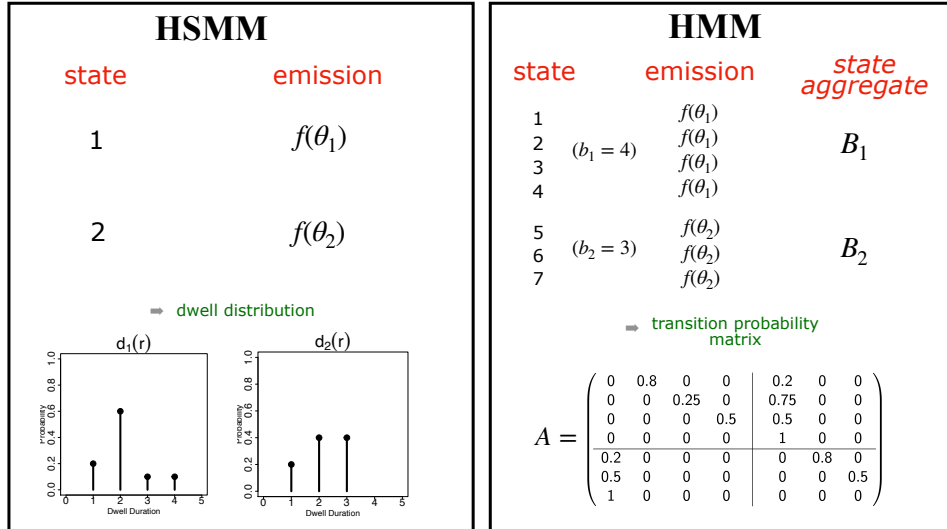 HSMM
state emission
1 f(θ₁)
2 f(θ₂)
➡ dwell distribution
d₁(r)
Probability
0.0 0.2 0.4 0.6 0.8 1.0
0 1 2 3 4 5
Dwell Duration
d₂(r)
Probability
0.0 0.2 0.4 0.6 0.8 1.0
0 1 2 3 4 5
Dwell Duration
HMM
state emission state
aggregate
1 f(θ₁)
2 f(θ₁)
(b₁ = 4) B₁
3 f(θ₁)
4 f(θ₁)
5 f(θ₂)
6 (b₂ = 3) f(θ₂) B₂
7 f(θ₂)
➡ transition probability
matrix
A =
0 0.8 0 0 0.2 0 0
0 0 0.25 0 0.75 0 0
0 0 0 0.5 0.5 0 0
0 0 0 0 1 0 0
0.2 0 0 0 0 0.8 0
0.5 0 0 0 0 0 0.5
1 0 0 0 0 0 0